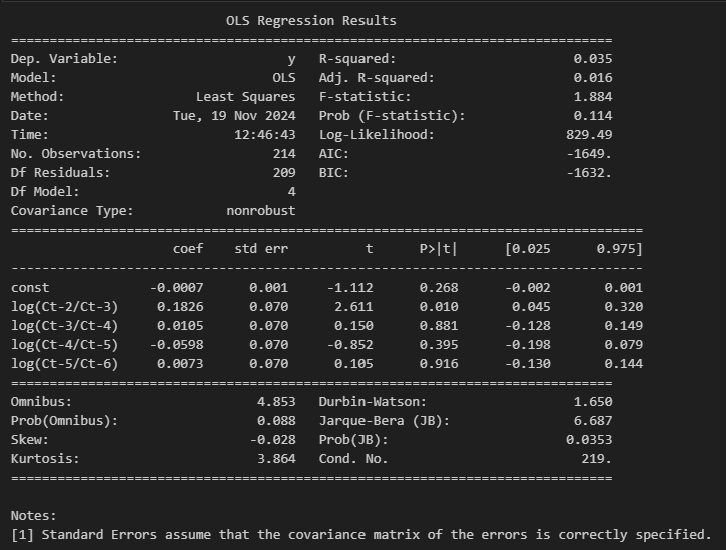 OLS Regression Results
==============================================================================
Dep. Variable:                      y   R-squared:                       0.035
Model:                            OLS   Adj. R-squared:                  0.016
Method:                 Least Squares   F-statistic:                     1.884
Date:                Tue, 19 Nov 2024   Prob (F-statistic):              0.114
Time:                        12:46:43   Log-Likelihood:                 829.49
No. Observations:                 214   AIC:                            -1649.
Df Residuals:                     209   BIC:                            -1632.
Df Model:                           4
Covariance Type:            nonrobust
==================================================================================
                     coef    std err          t      P>|t|      [0.025      0.975]
----------------------------------------------------------------------------------
const             -0.0007      0.001     -1.112      0.268      -0.002       0.001
log(Ct-2/Ct-3)     0.1826      0.070      2.611      0.010       0.045       0.320
log(Ct-3/Ct-4)     0.0105      0.070      0.150      0.881      -0.128       0.149
log(Ct-4/Ct-5)    -0.0598      0.070     -0.852      0.395      -0.198       0.079
log(Ct-5/Ct-6)     0.0073      0.070      0.105      0.916      -0.130       0.144
==============================================================================
Omnibus:                        4.853   Durbin-Watson:                   1.650
Prob(Omnibus):                  0.088   Jarque-Bera (JB):                6.687
Skew:                          -0.028   Prob(JB):                       0.0353
Kurtosis:                       3.864   Cond. No.                         219.
==============================================================================
Notes:
[1] Standard Errors assume that the covariance matrix of the errors is correctly specified.